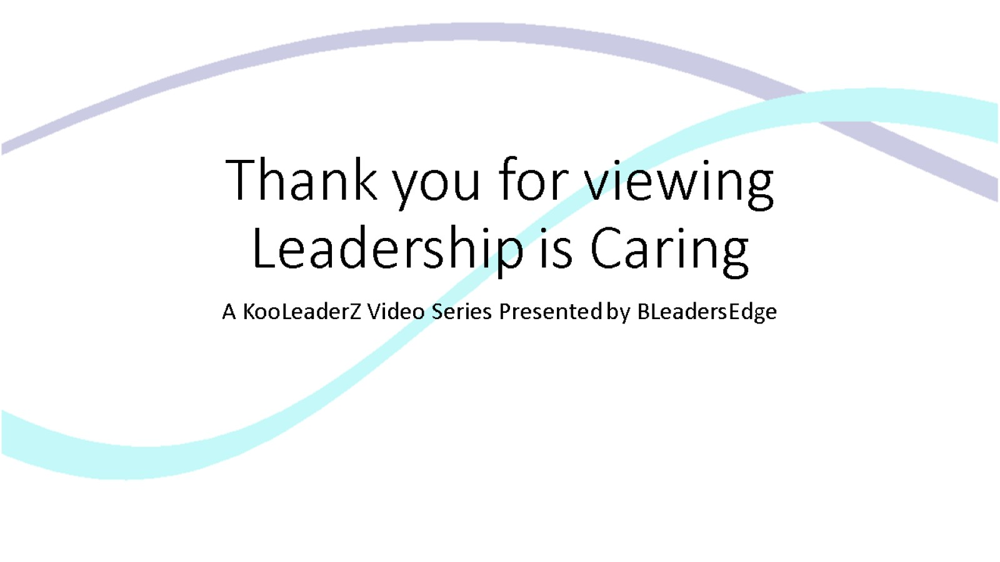 Thank you for viewing
Leadership is Caring
A KooLeaderZ Video Series Presented by BLeadersEdge